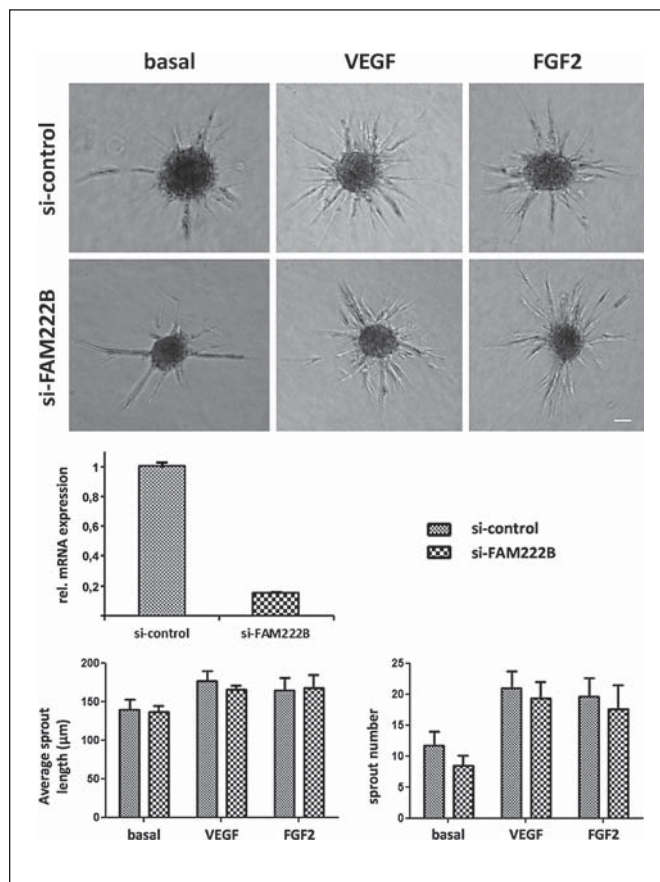 basal VEGF FGF2
si-control
si-FAM222B
rel. mRNA expression
1
0,8
0,6
0,4
0,2
si-control si-FAM222B
si-control
si-FAM222B
Average sprout
length (µm)
200
150
100
50
0
basal VEGF FGF2
sprout number
25
20
15
10
5
0
basal VEGF FGF2